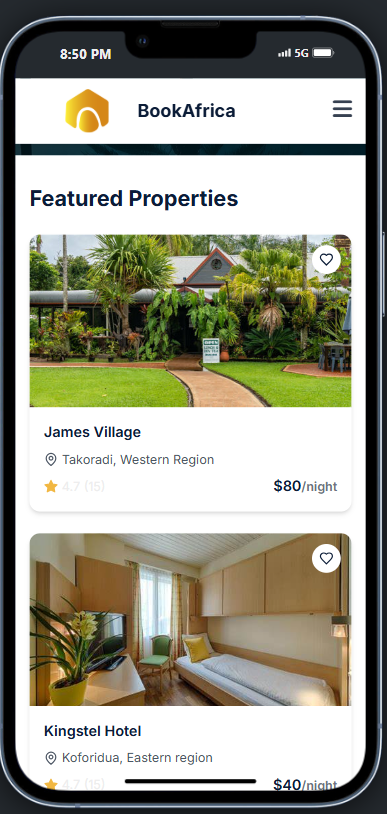 8:50 PM 5G
BookAfrica
Featured Properties
James Village
Takoradi, Western Region
4.7 (15) $80/night
Kingstel Hotel
Koforidua, Eastern region
4.7 (15) $40/night